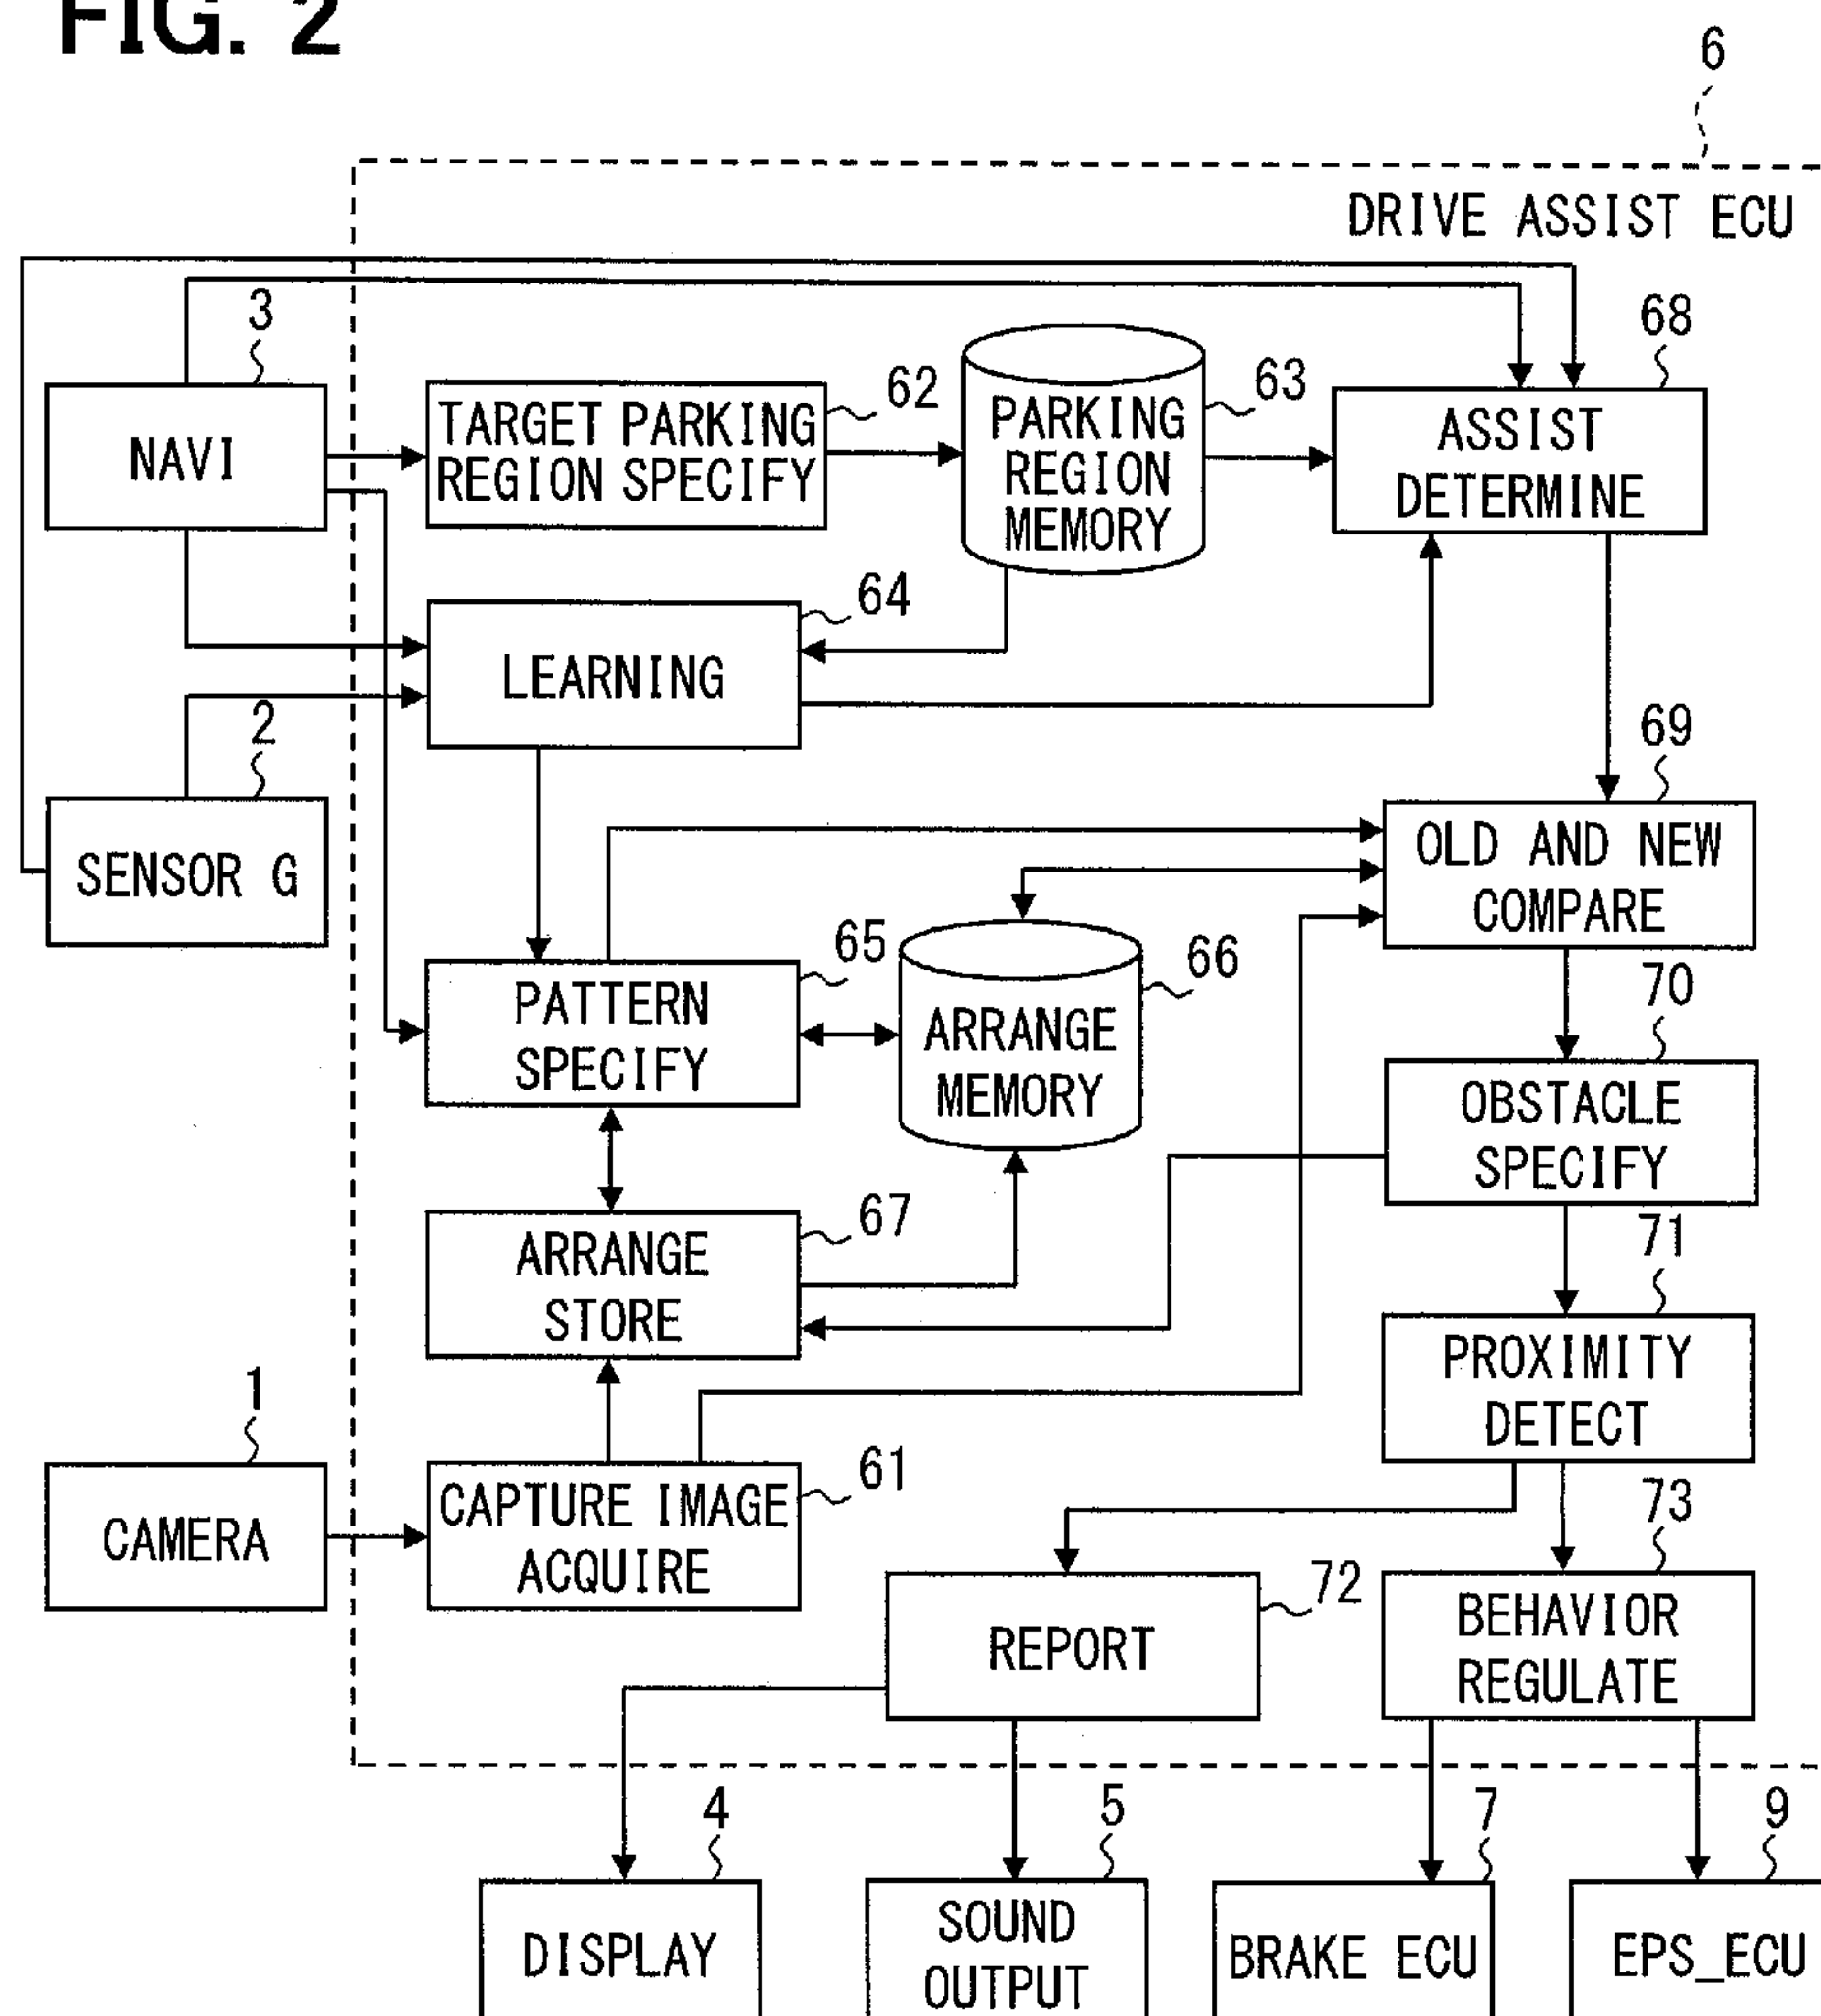 FIG. 2
6
DRIVE ASSIST ECU
3
NAVI
62
TARGET PARKING
REGION SPECIFY
63
PARKING
REGION
MEMORY
68
ASSIST
DETERMINE
64
LEARNING
2
SENSOR G
69
OLD AND NEW
COMPARE
65
PATTERN
SPECIFY
66
ARRANGE
MEMORY
70
OBSTACLE
SPECIFY
67
ARRANGE
STORE
71
PROXIMITY
DETECT
1
CAMERA
61
CAPTURE IMAGE
ACQUIRE
72
REPORT
73
BEHAVIOR
REGULATE
4
DISPLAY
5
SOUND
OUTPUT
7
BRAKE ECU
9
EPS_ECU